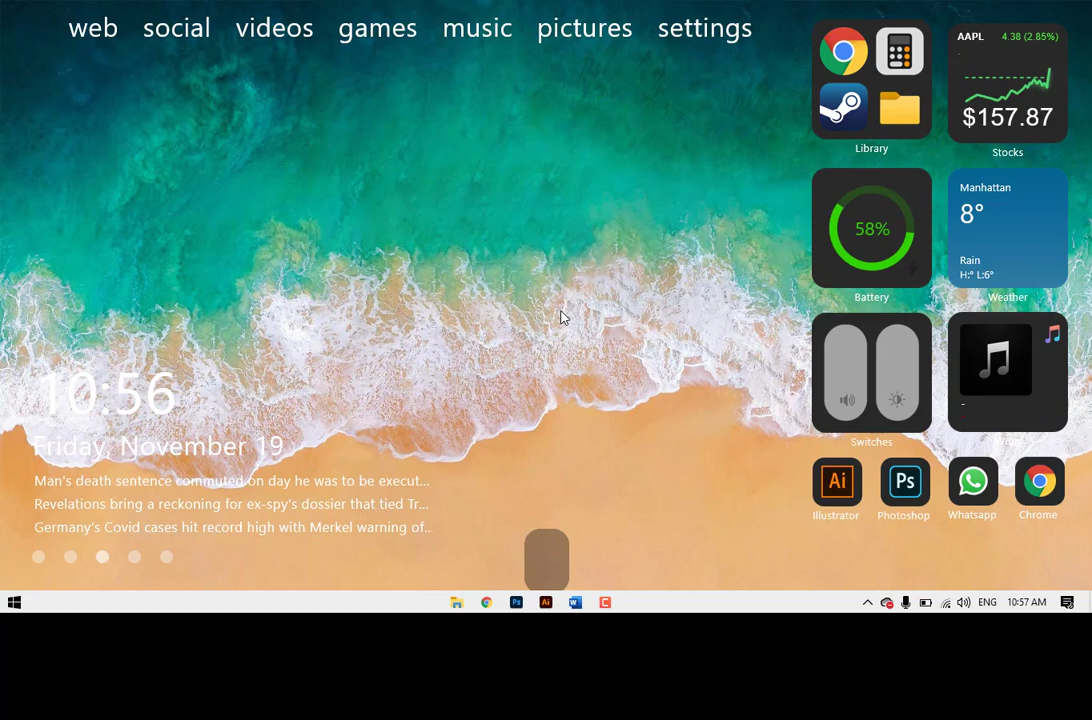 web social videos games music pictures settings
AAPL 4.38 (2.85%)
$157.87
Library
Stocks
58%
Battery
Manhattan
8°
Rain
H:° L:6°
Weather
Switches
-
10:56
Friday, November 19
Man's death sentence commuted on day he was to be execut...
Revelations bring a reckoning for ex-spy's dossier that tied Tr...
Germany's Covid cases hit record high with Merkel warning of...
Ai Ps
Illustrator Photoshop Whatsapp Chrome
Ps Ai W C ENG 10:57 AM